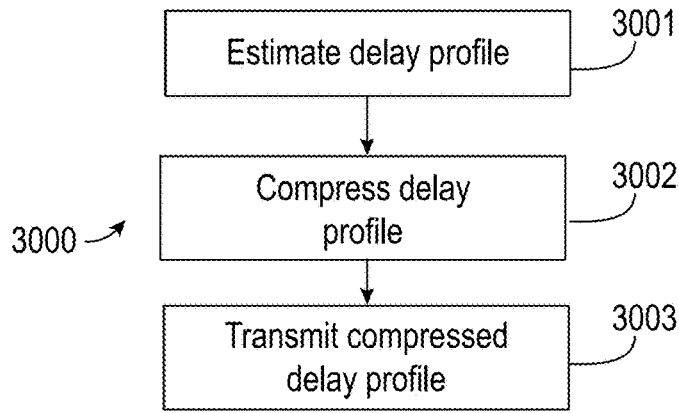 3001
Estimate delay profile
3002
Compress delay
profile
3000
3003
Transmit compressed
delay profile